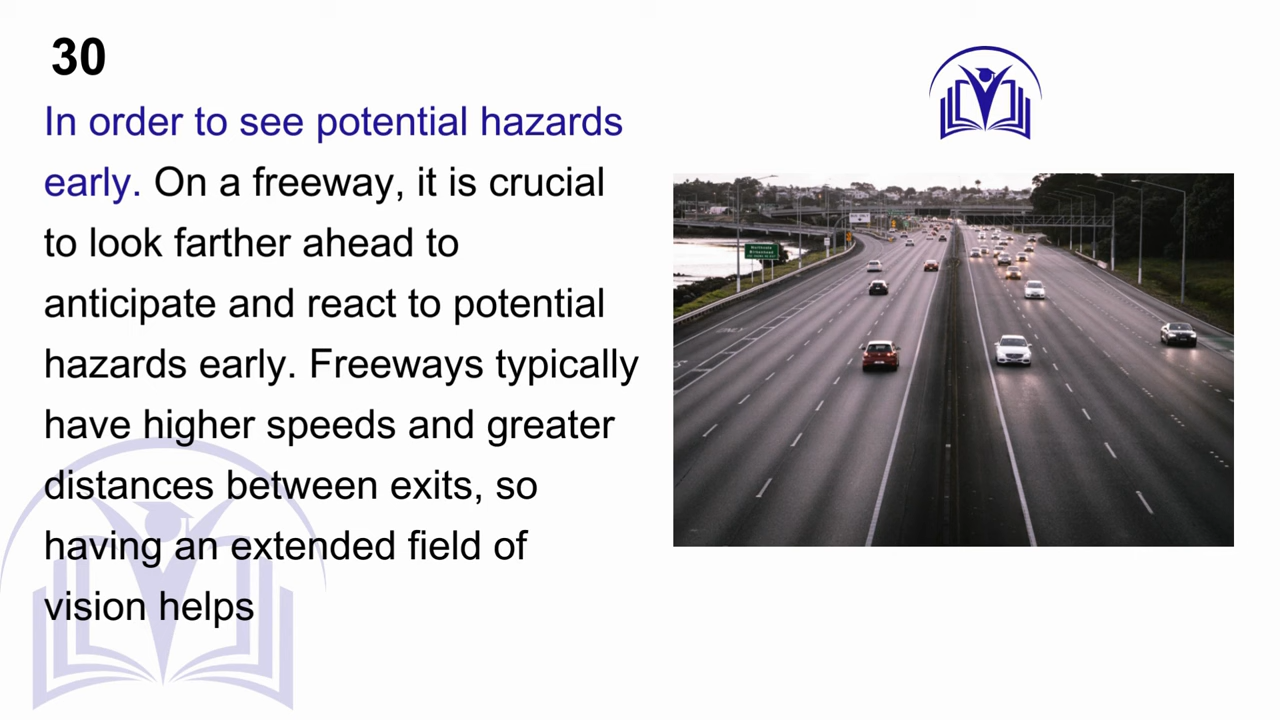 30
In order to see potential hazards
early. On a freeway, it is crucial
to look farther ahead to
anticipate and react to potential
hazards early. Freeways typically
have higher speeds and greater
distances between exits, so
having an extended field of
vision helps